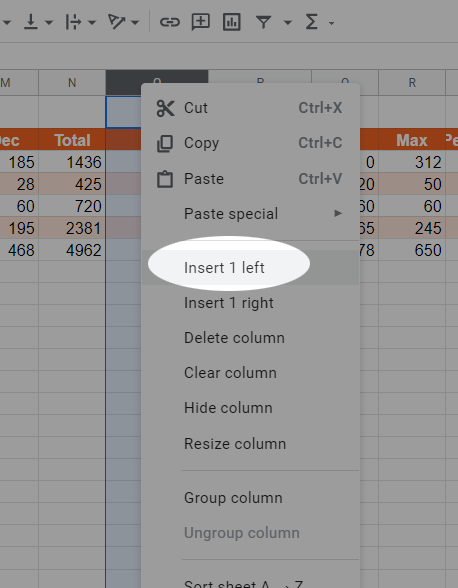 M N O P Q R
Dec Total Max Pe
185 1436 0 312
28 425 20 50
60 720 60 60
195 2381 65 245
468 4962 78 650
Cut Ctrl+X
Copy Ctrl+C
Paste Ctrl+V
Paste special
Insert 1 left
Insert 1 right
Delete column
Clear column
Hide column
Resize column
Group column
Ungroup column
Sort sheet A → Z